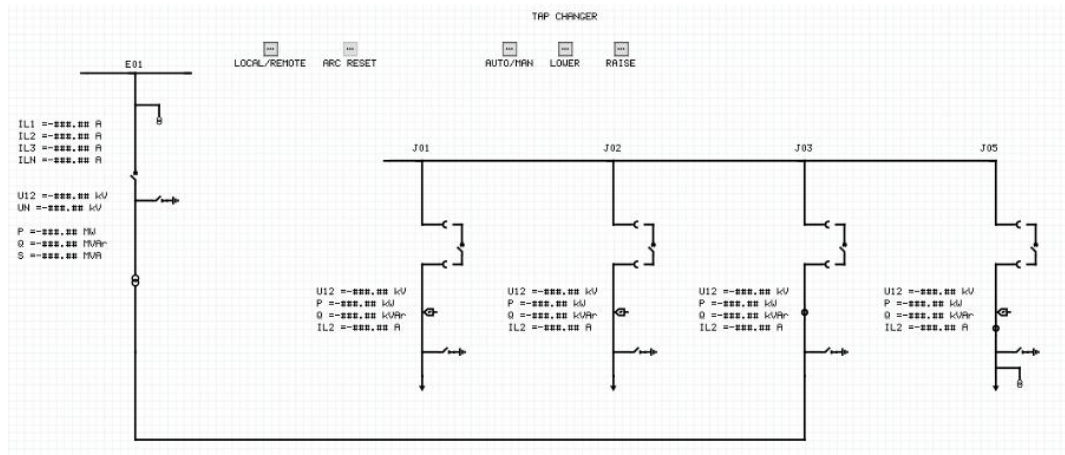 TAP CHANGER
LOCAL/REMOTE
ARC RESET
AUTO/MAN
LOWER
RAISE
E01
IL1 =-###.## A
IL2 =-###.## A
IL3 =-###.## A
ILN =-###.## A
U12 =-###.## kV
UN =-###.## kV
P =-###.## MW
Q =-###.## MVAr
S =-###.## MVA
J01
J02
J03
J05
U12 =-###.## kV
P =-###.## kW
Q =-###.## kVAr
IL2 =-###.## A
U12 =-###.## kV
P =-###.## kW
Q =-###.## kVAr
IL2 =-###.## A
U12 =-###.## kV
P =-###.## kW
Q =-###.## kVAr
IL2 =-###.## A
U12 =-###.## kV
P =-###.## kW
Q =-###.## kVAr
IL2 =-###.## A